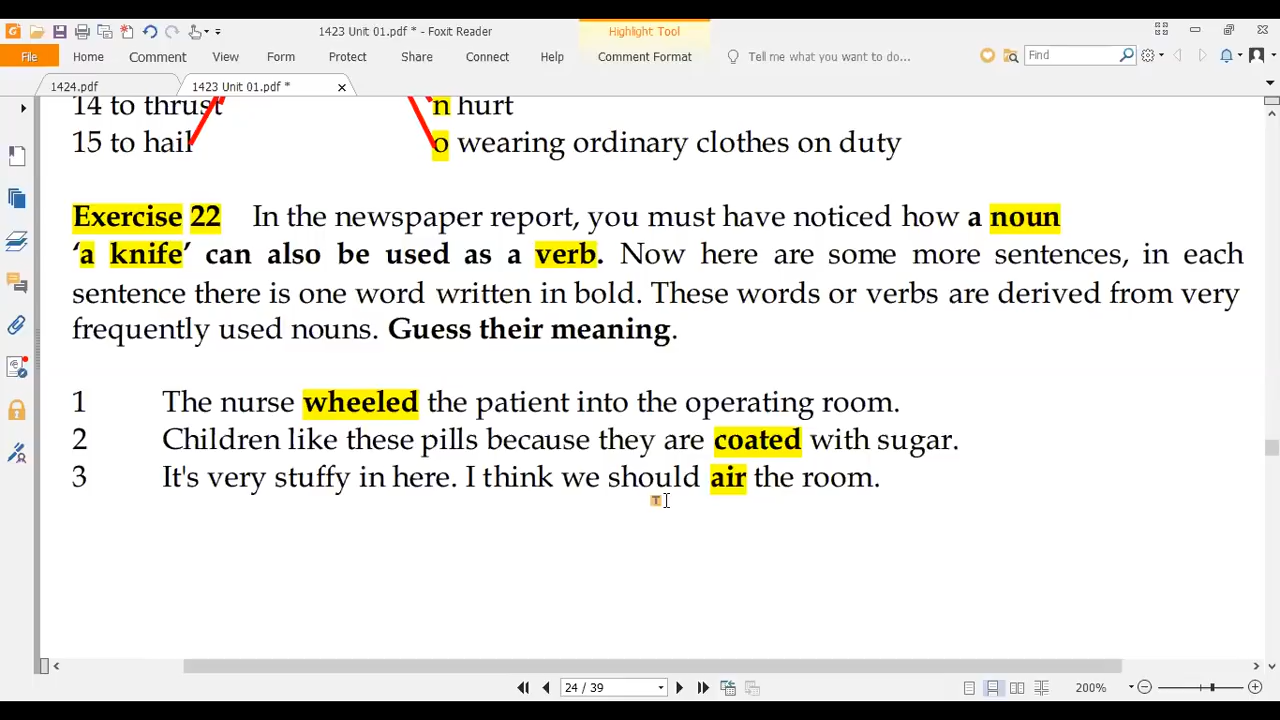 1423 Unit 01.pdf * - Foxit Reader
Highlight Tool
File
Home
Comment
View
Form
Protect
Share
Connect
Help
Comment Format
Tell me what you want to do...
Find
1424.pdf
1423 Unit 01.pdf *
14 to thrust
n hurt
15 to hail
o wearing ordinary clothes on duty
Exercise 22 In the newspaper report, you must have noticed how a noun
‘a knife’ can also be used as a verb. Now here are some more sentences, in each
sentence there is one word written in bold. These words or verbs are derived from very
frequently used nouns. Guess their meaning.
1 The nurse wheeled the patient into the operating room.
2 Children like these pills because they are coated with sugar.
3 It's very stuffy in here. I think we should air the room.
24 / 39
200%